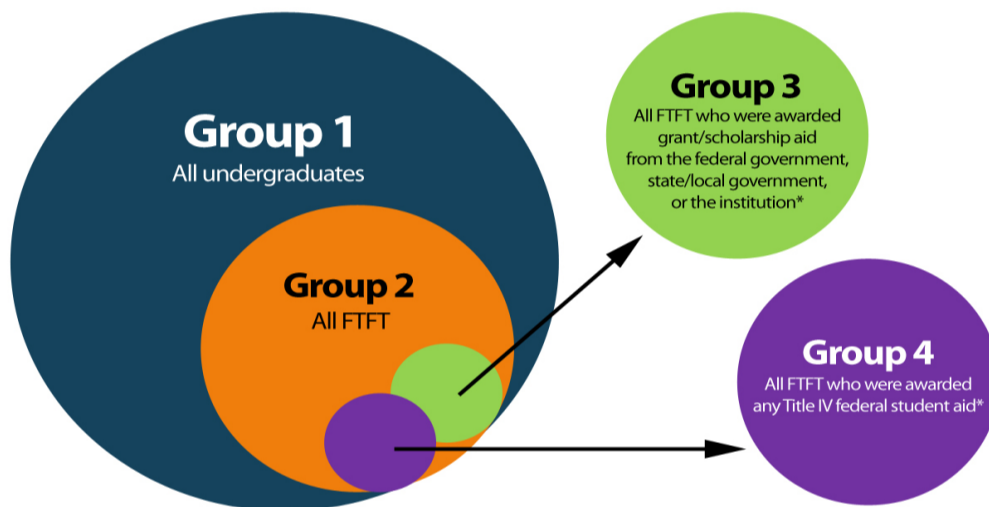 Group 1
All undergraduates
Group 2
All FTFT
Group 3
All FTFT who were awarded
grant/scholarship aid
from the federal government,
state/local government,
or the institution*
Group 4
All FTFT who were awarded
any Title IV federal student aid*